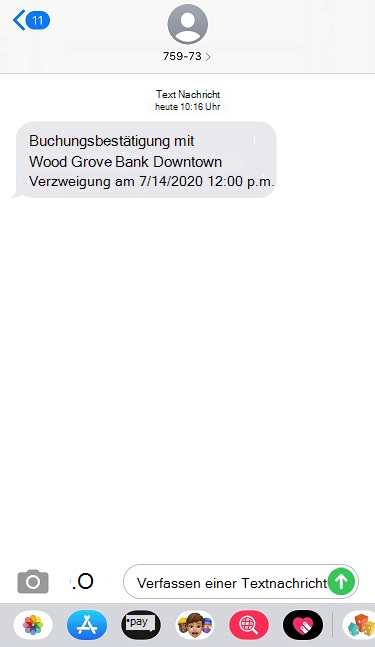 11
759-73
Text Nachricht
heute 10:16 Uhr
Buchungsbestätigung mit
Wood Grove Bank Downtown
Verzweigung am 7/14/2020 12:00 p.m.
.O
Verfassen einer Textnachricht
pay